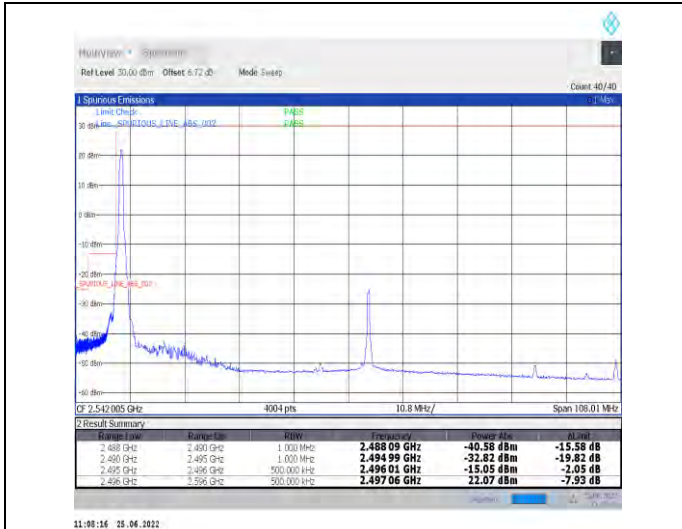 MultiView Spectrum
Ref Level 30.00 dBm Offset 6.72 dB Mode Sweep
Count 40/40
1 Spurious Emissions
Limit Check PASS
Line _SPURIOUS_LINE_ABS_002 PASS
30 dBm
20 dBm
10 dBm
0 dBm
-10 dBm
-20 dBm
_SPURIOUS_LINE_ABS_002
-30 dBm
-40 dBm
-50 dBm
-60 dBm
CF 2.542005 GHz 4004 pts 10.8 MHz/ Span 108.01 MHz
2 Result Summary
Range Low Range Up RBW Frequency Power Abs ΔLimit
2.488 GHz 2.490 GHz 1.000 MHz 2.488 09 GHz -40.58 dBm -15.58 dB
2.490 GHz 2.495 GHz 1.000 MHz 2.494 99 GHz -32.82 dBm -19.82 dB
2.495 GHz 2.496 GHz 500.000 kHz 2.496 01 GHz -15.05 dBm -2.05 dB
2.496 GHz 2.596 GHz 500.000 kHz 2.497 06 GHz 22.07 dBm -7.93 dB
11:08:16 25.06.2022